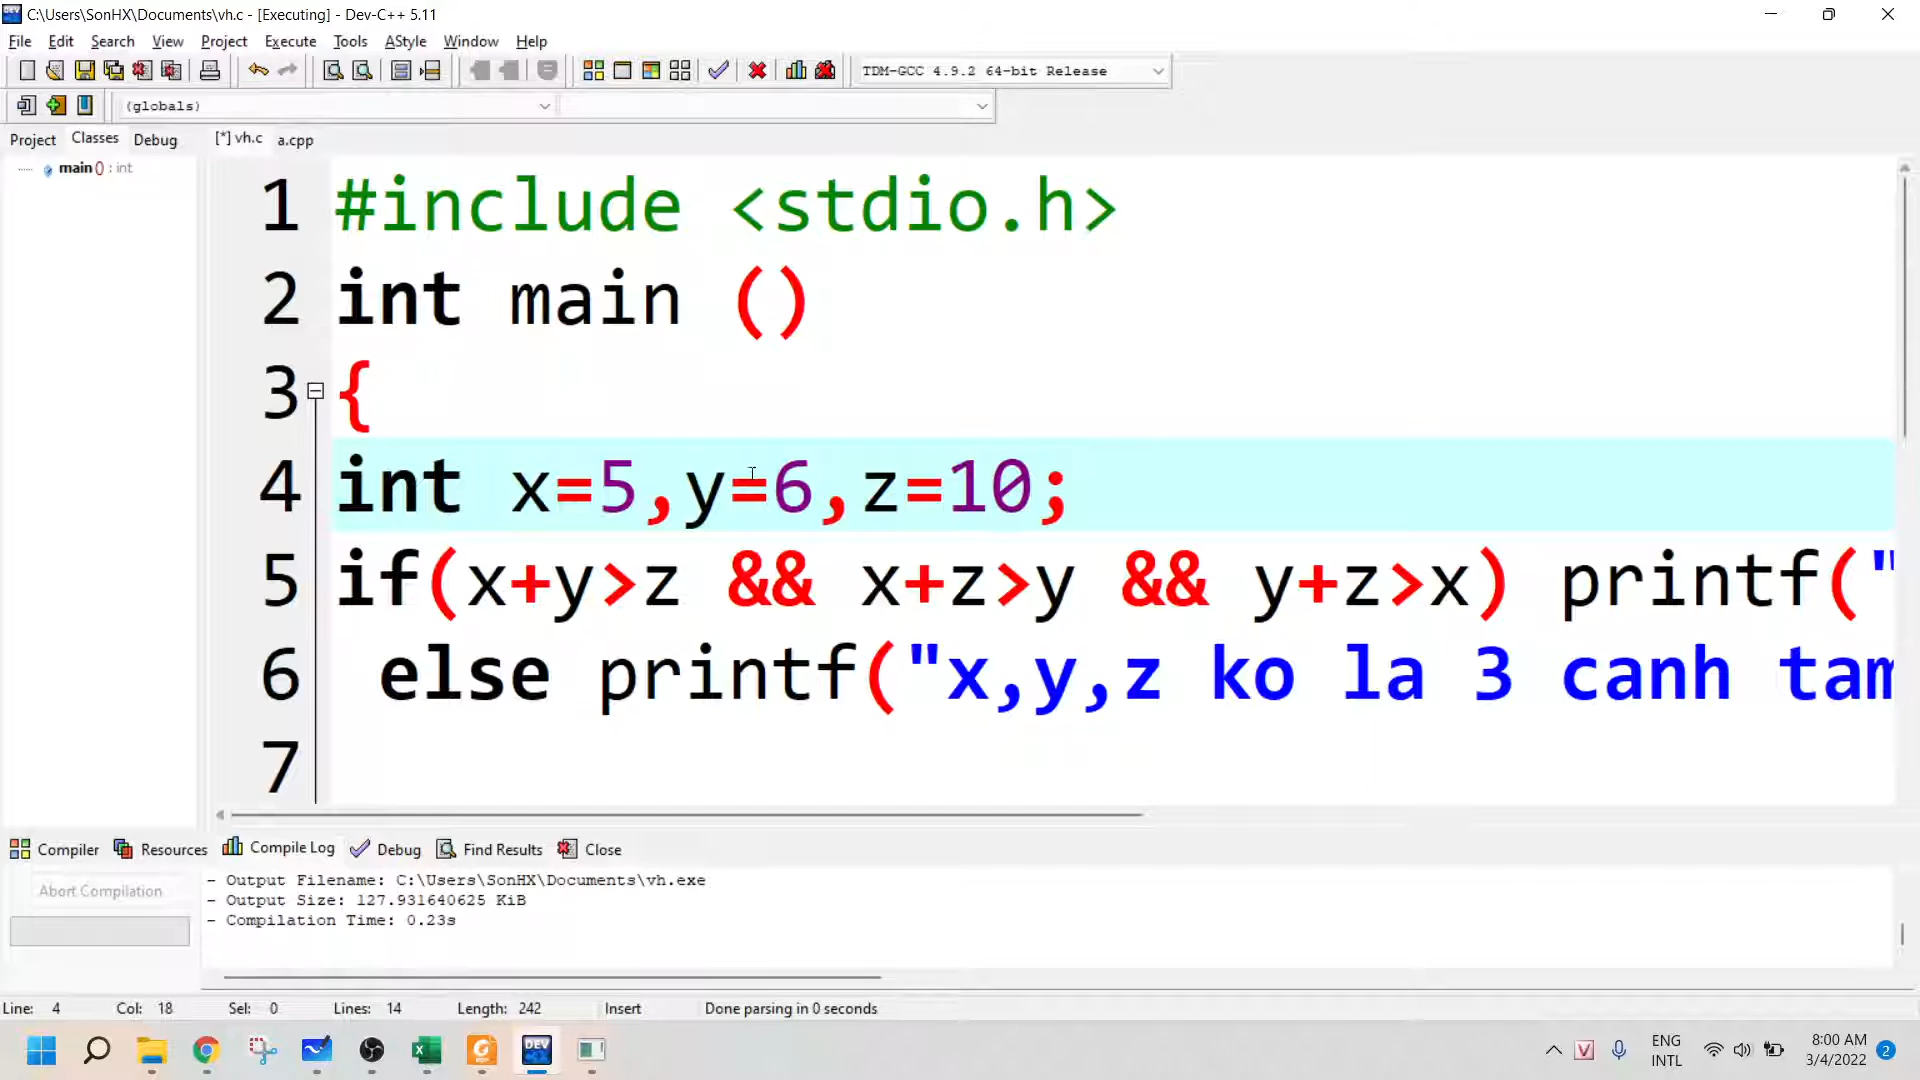 C:\Users\SonHX\Documents\vh.c - [Executing] - Dev-C++ 5.11
File Edit Search View Project Execute Tools AStyle Window Help
TDM-GCC 4.9.2 64-bit Release
(globals)
Project Classes Debug [*] vh.c a.cpp
main () : int
1 #include <stdio.h>
2 int main ()
3 {
4 int x=5,y=6,z=10;
5 if(x+y>z && x+z>y && y+z>x) printf("
6 else printf("x,y,z ko la 3 canh tam
7
Compiler Resources Compile Log Debug Find Results Close
Abort Compilation
- Output Filename: C:\Users\SonHX\Documents\vh.exe
- Output Size: 127.931640625 KiB
- Compilation Time: 0.23s
Line: 4 Col: 18 Sel: 0 Lines: 14 Length: 242 Insert Done parsing in 0 seconds
DEV
V
ENG
INTL
8:00 AM
3/4/2022
2